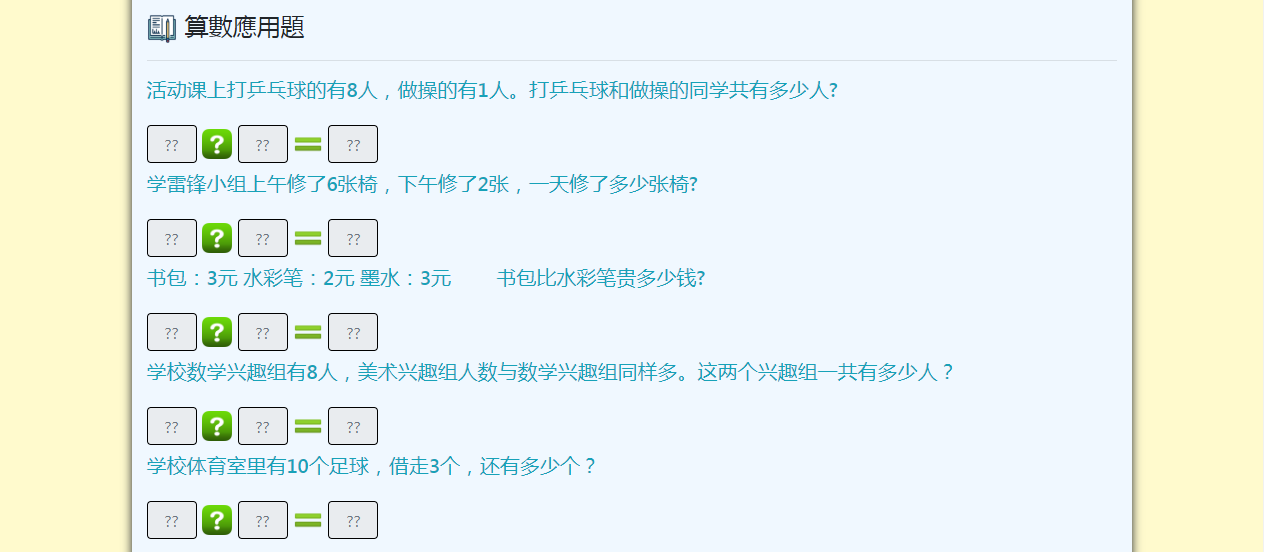 算數應用題
活动课上打乒乓球的有8人，做操的有1人。打乒乓球和做操的同学共有多少人?
?? ? ?? = ??
学雷锋小组上午修了6张椅，下午修了2张，一天修了多少张椅?
?? ? ?? = ??
书包：3元 水彩笔：2元 墨水：3元 书包比水彩笔贵多少钱?
?? ? ?? = ??
学校数学兴趣组有8人，美术兴趣组人数与数学兴趣组同样多。这两个兴趣组一共有多少人？
?? ? ?? = ??
学校体育室里有10个足球，借走3个，还有多少个？
?? ? ?? = ??